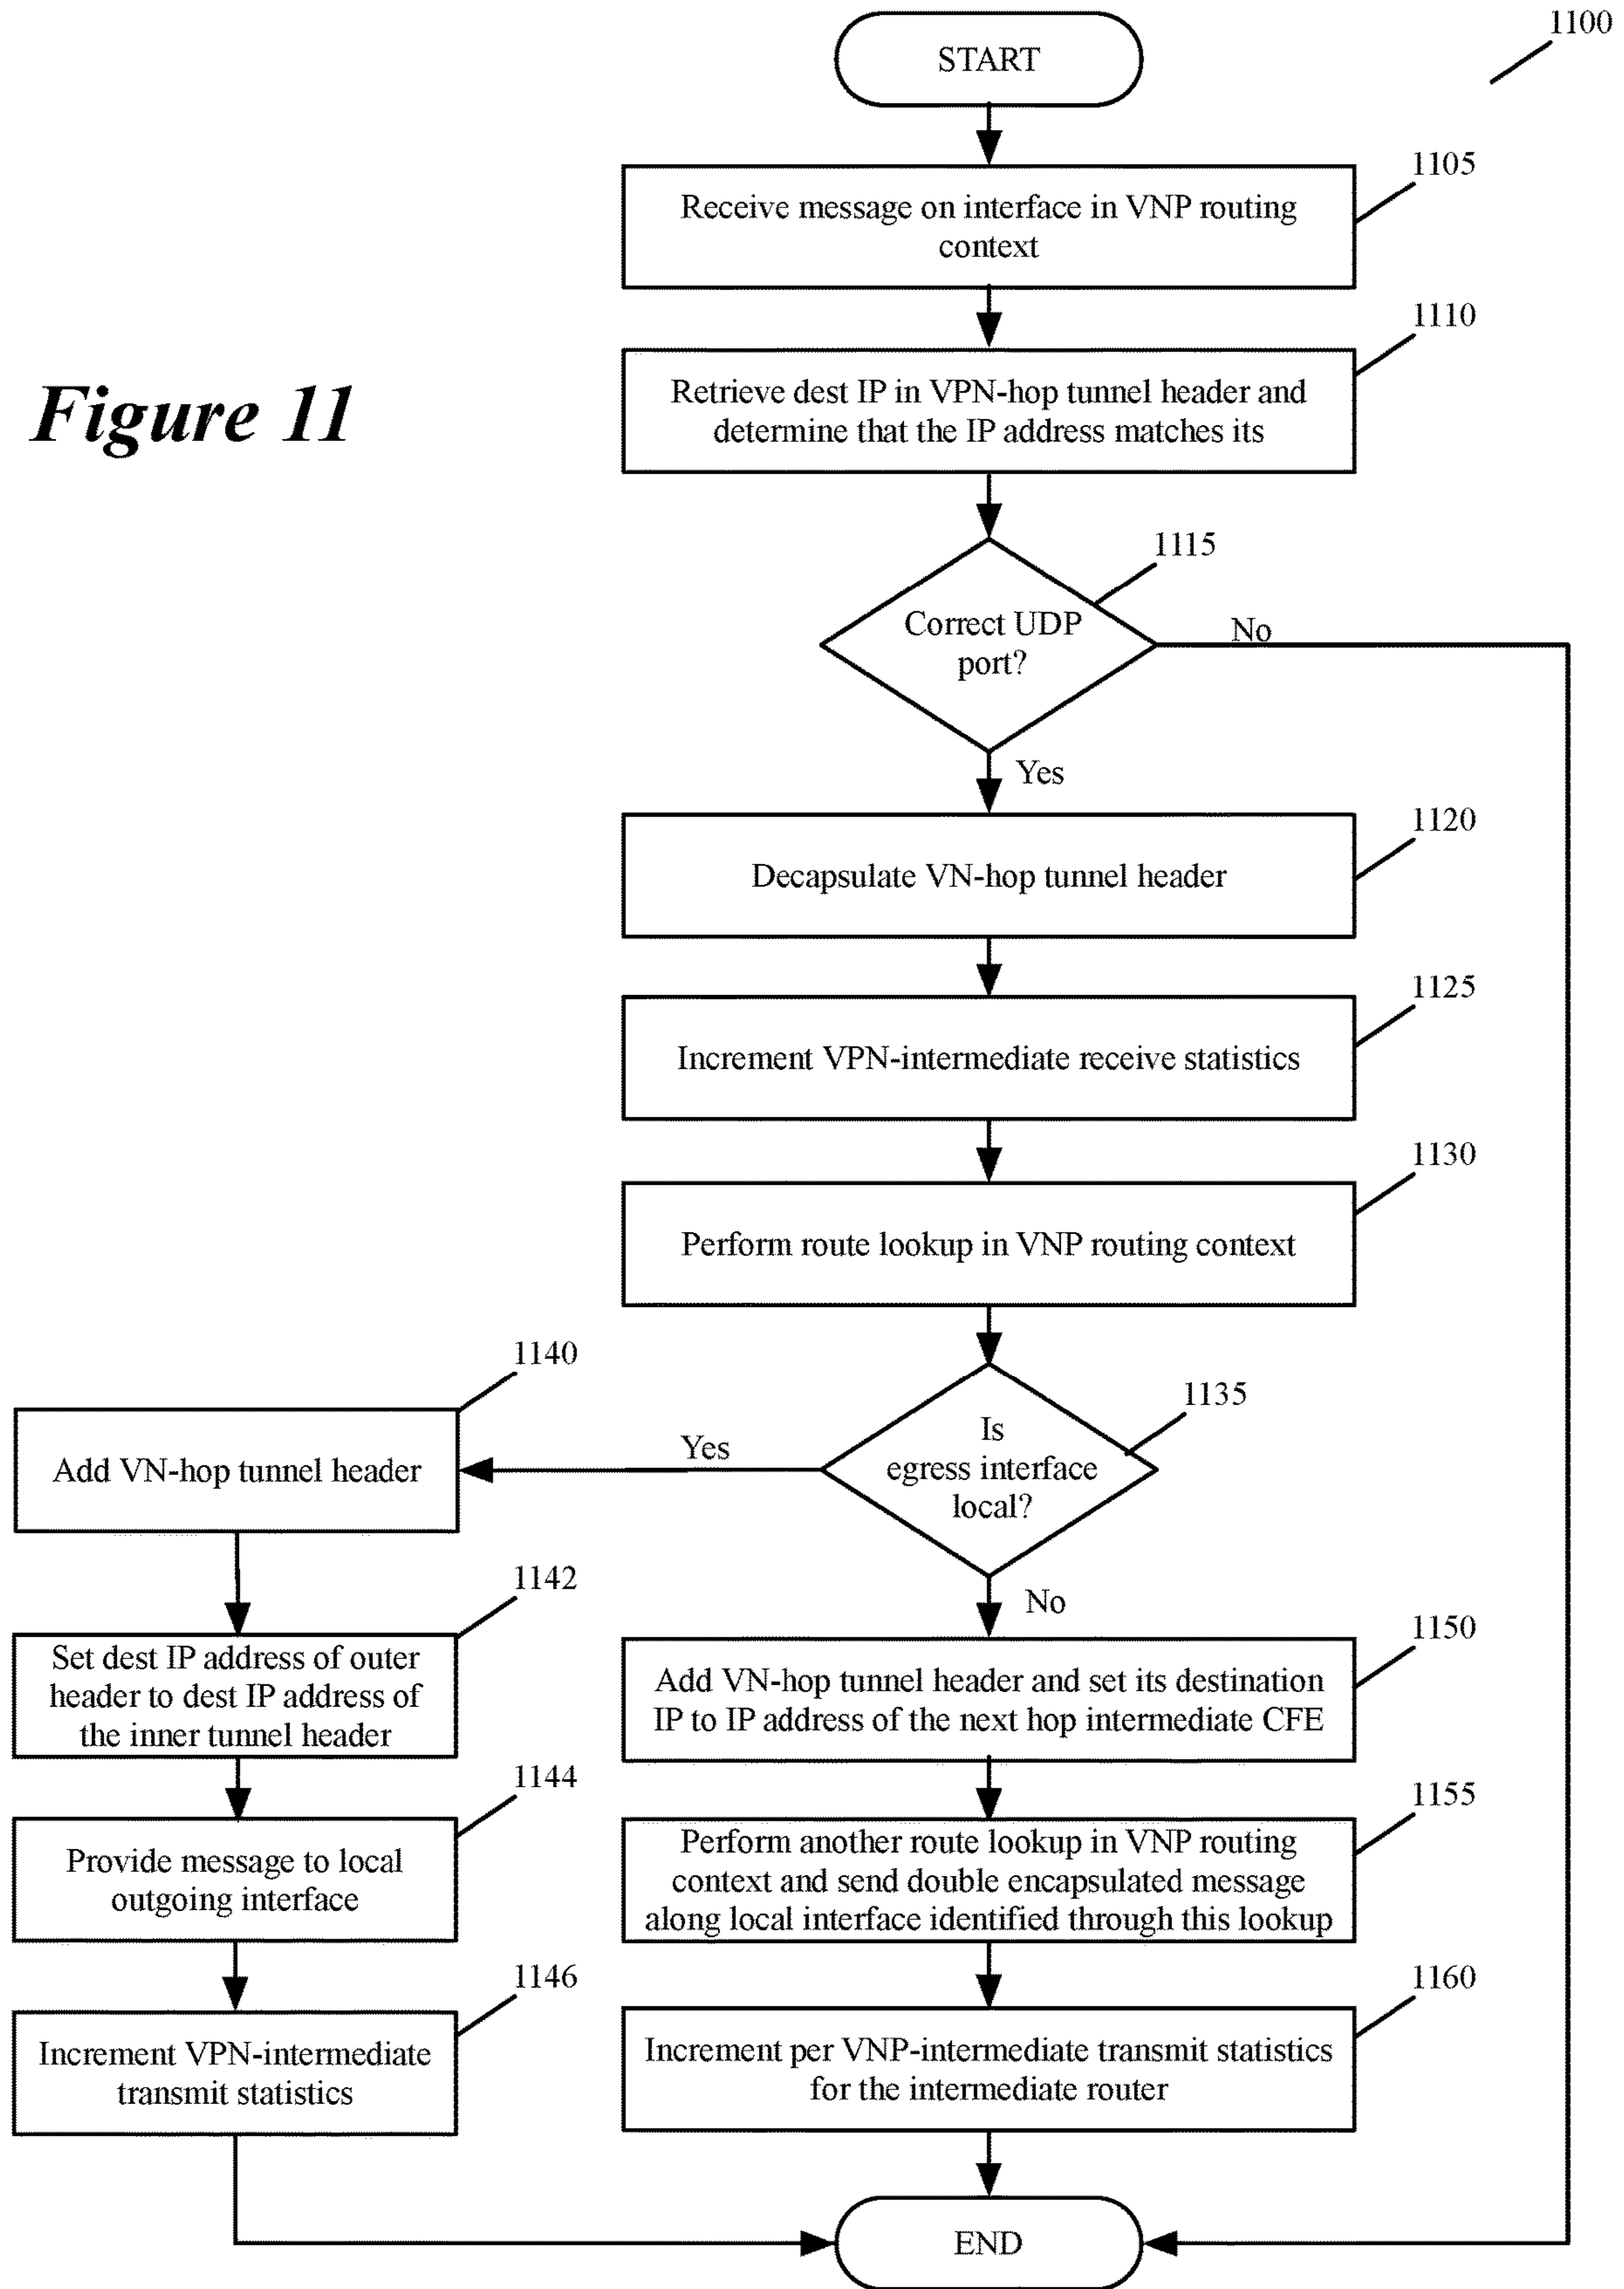 1100
START
1105
Receive message on interface in VNP routing
context
1110
Retrieve dest IP in VPN-hop tunnel header and
determine that the IP address matches its
Figure 11
1115
Correct UDP
port?
No
Yes
1120
Decapsulate VN-hop tunnel header
1125
Increment VPN-intermediate receive statistics
1130
Perform route lookup in VNP routing context
1135
Is
egress interface
local?
Yes
1140
Add VN-hop tunnel header
1142
Set dest IP address of outer
header to dest IP address of
the inner tunnel header
1144
Provide message to local
outgoing interface
1146
Increment VPN-intermediate
transmit statistics
No
1150
Add VN-hop tunnel header and set its destination
IP to IP address of the next hop intermediate CFE
1155
Perform another route lookup in VNP routing
context and send double encapsulated message
along local interface identified through this lookup
1160
Increment per VNP-intermediate transmit statistics
for the intermediate router
END